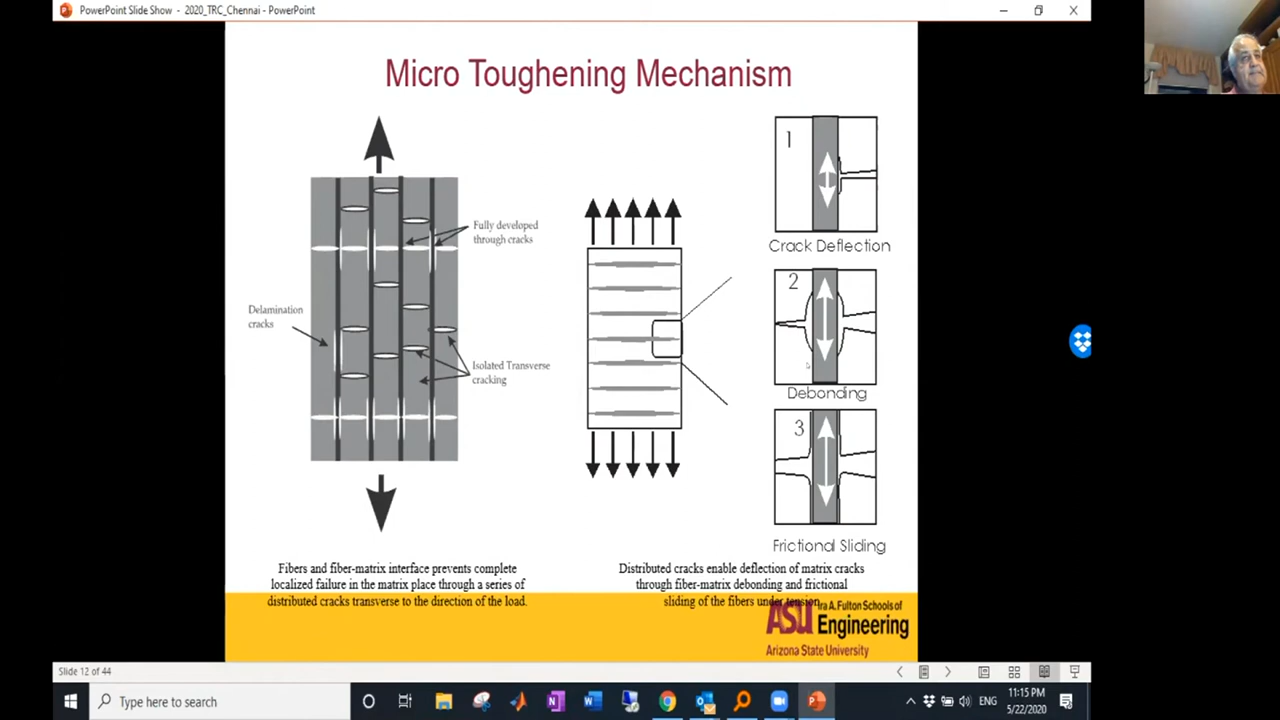 PowerPoint Slide Show - 2020_TRC_Chennai - PowerPoint
Micro Toughening Mechanism
Fully developed
through cracks
Delamination
cracks
Isolated Transverse
cracking
1
Crack Deflection
2
Debonding
3
Frictional Sliding
Fibers and fiber-matrix interface prevents complete
localized failure in the matrix place through a series of
distributed cracks transverse to the direction of the load.
Distributed cracks enable deflection of matrix cracks
through fiber-matrix debonding and frictional
sliding of the fibers under tension.
ASU Ira A. Fulton Schools of
Engineering
Arizona State University
Slide 12 of 44
Type here to search
ENG
11:15 PM
5/22/2020